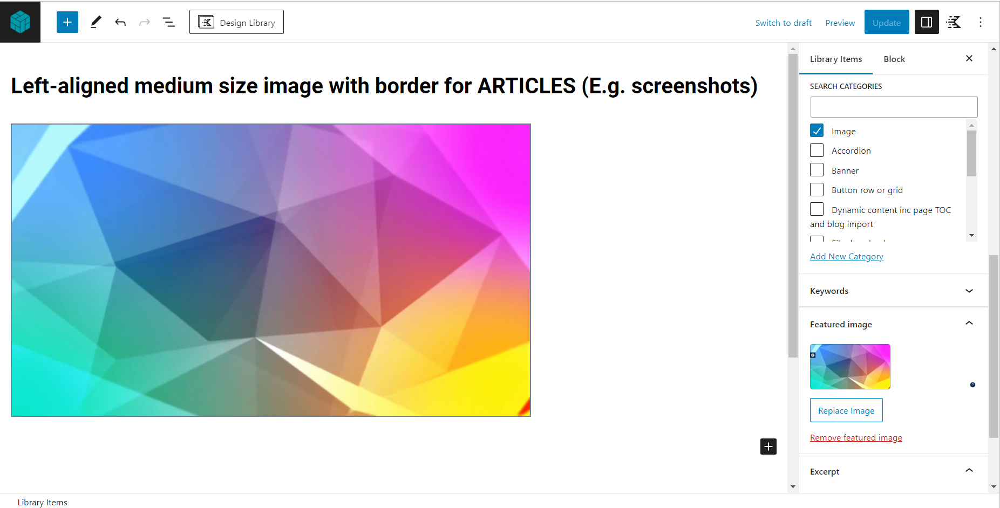 Design Library
Switch to draft
Preview
Update
Left-aligned medium size image with border for ARTICLES (E.g. screenshots)
Library Items
Block
SEARCH CATEGORIES
Image
Accordion
Banner
Button row or grid
Dynamic content inc page TOC
and blog import
Add New Category
Keywords
Featured image
Replace Image
Remove featured image
Excerpt
Library Items